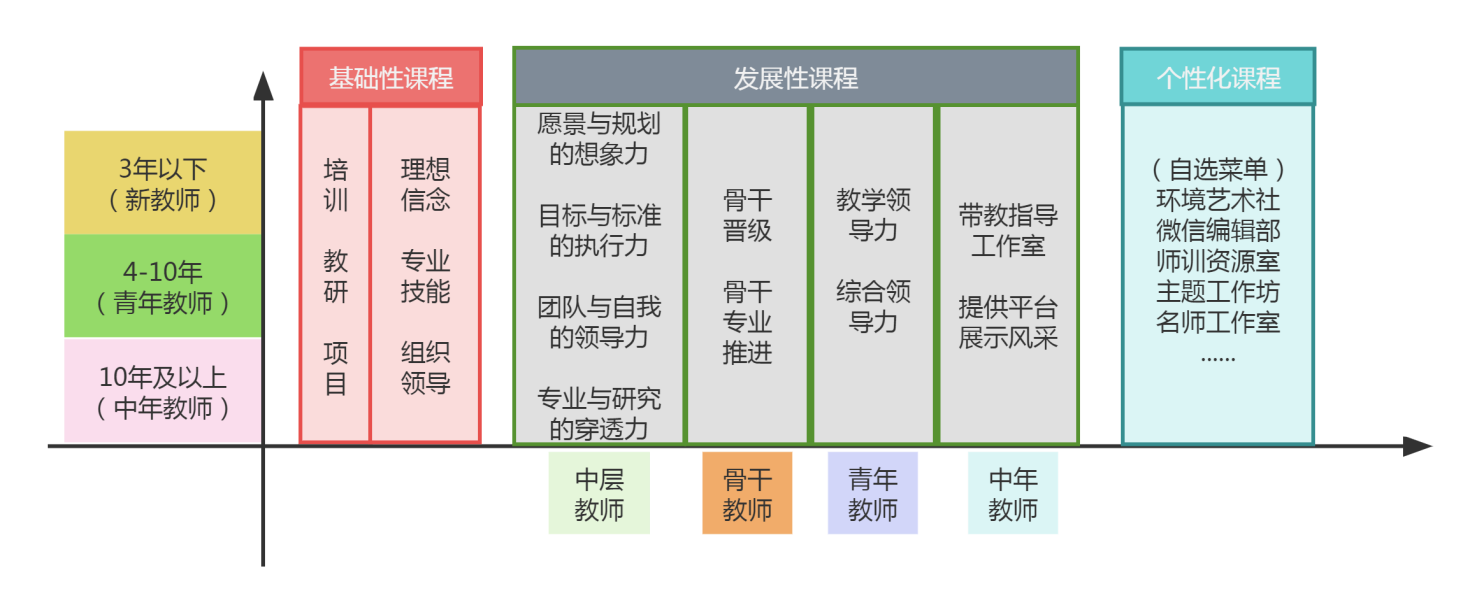 基础性课程
发展性课程
个性化课程
3年以下
（新教师）
4-10年
（青年教师）
10年及以上
（中年教师）
培
训
教
研
项
目
理想
信念
专业
技能
组织
领导
愿景与规划
的想象力
目标与标准
的执行力
团队与自我
的领导力
专业与研究
的穿透力
骨干
晋级
骨干
专业
推进
教学领
导力
综合领
导力
带教指导
工作室
提供平台
展示风采
（自选菜单）
环境艺术社
微信编辑部
师训资源室
主题工作坊
名师工作室
......
中层
教师
骨干
教师
青年
教师
中年
教师